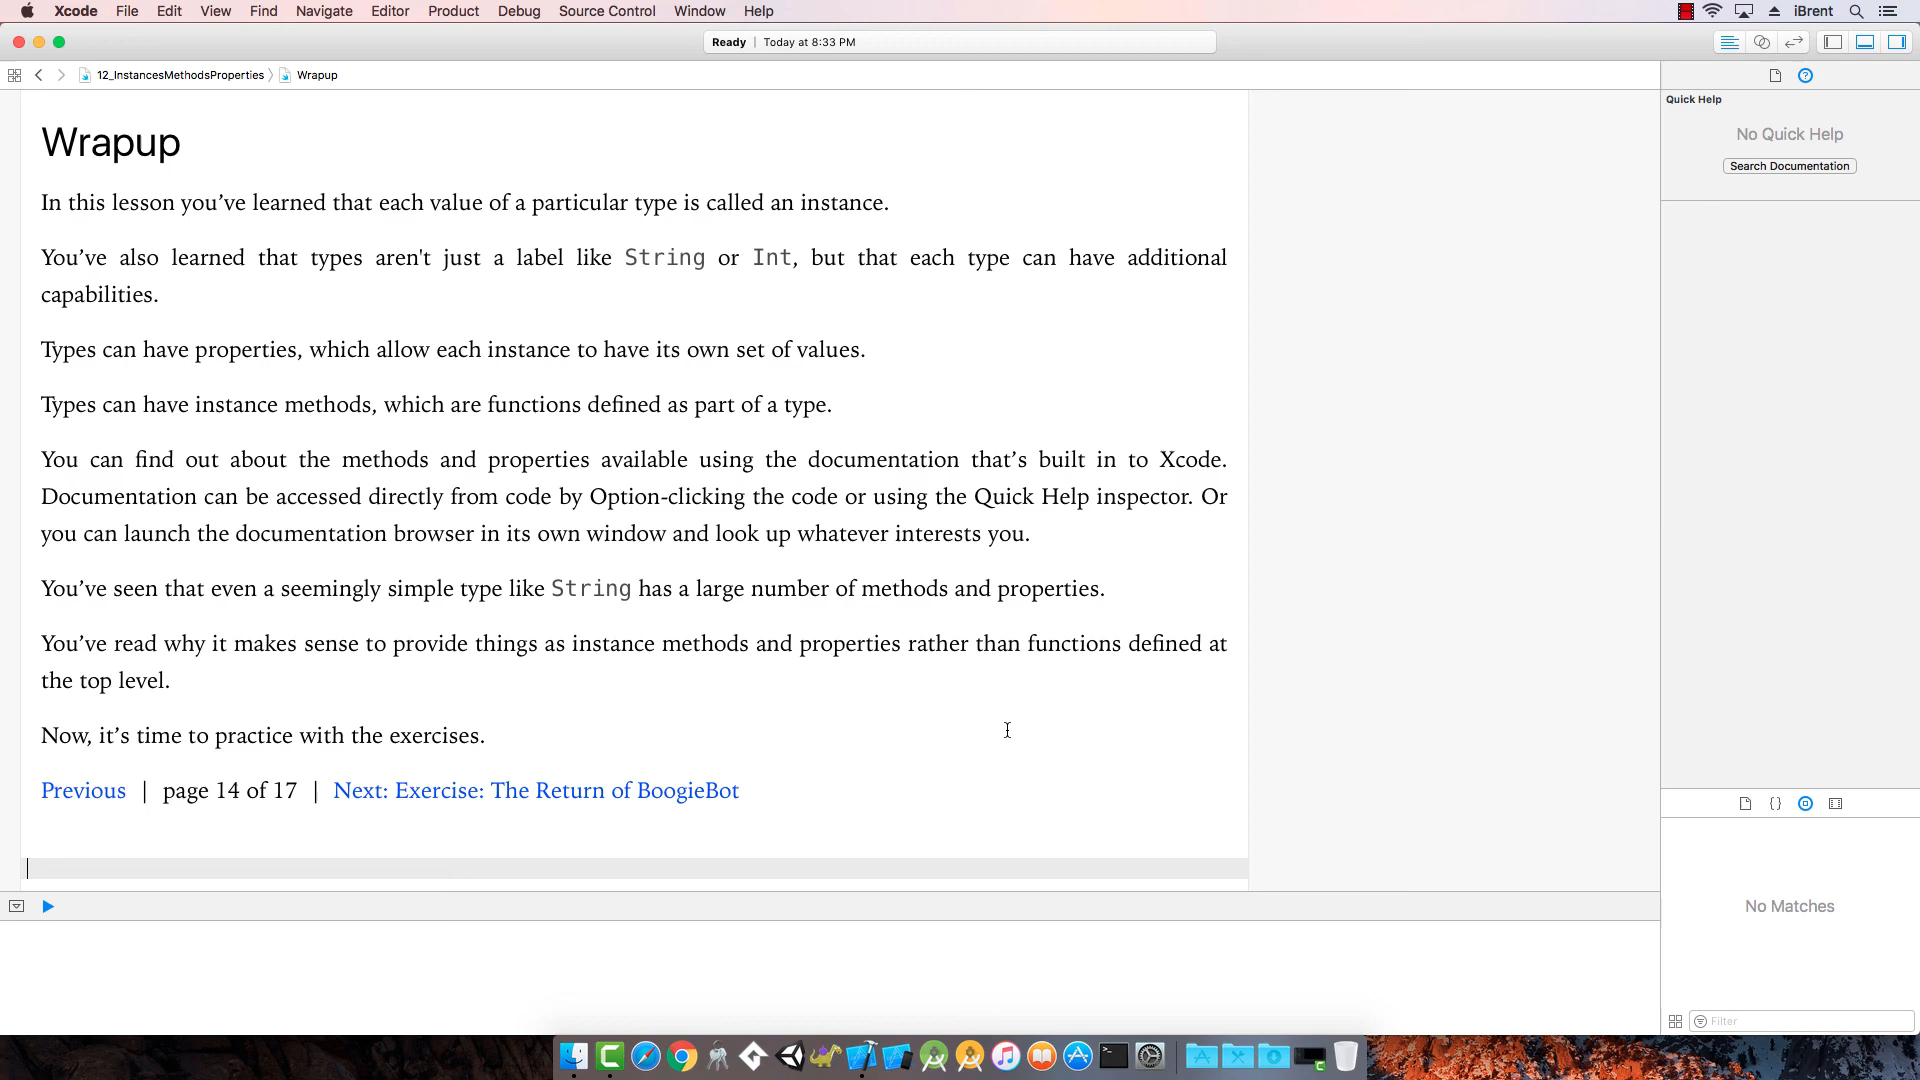 Xcode File Edit View Find Navigate Editor Product Debug Source Control Window Help iBrent
Ready | Today at 8:33 PM
12_InstancesMethodsProperties Wrapup
Quick Help
No Quick Help
Search Documentation
Wrapup
In this lesson you’ve learned that each value of a particular type is called an instance.
You’ve also learned that types aren't just a label like String or Int, but that each type can have additional
capabilities.
Types can have properties, which allow each instance to have its own set of values.
Types can have instance methods, which are functions defined as part of a type.
You can find out about the methods and properties available using the documentation that’s built in to Xcode.
Documentation can be accessed directly from code by Option-clicking the code or using the Quick Help inspector. Or
you can launch the documentation browser in its own window and look up whatever interests you.
You’ve seen that even a seemingly simple type like String has a large number of methods and properties.
You’ve read why it makes sense to provide things as instance methods and properties rather than functions defined at
the top level.
Now, it’s time to practice with the exercises.
Previous | page 14 of 17 | Next: Exercise: The Return of BoogieBot
No Matches
Filter